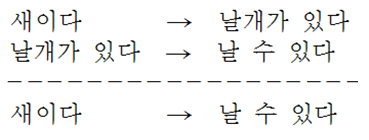 새이다 → 날개가 있다
날개가 있다 → 날 수 있다
새이다 → 날 수 있다